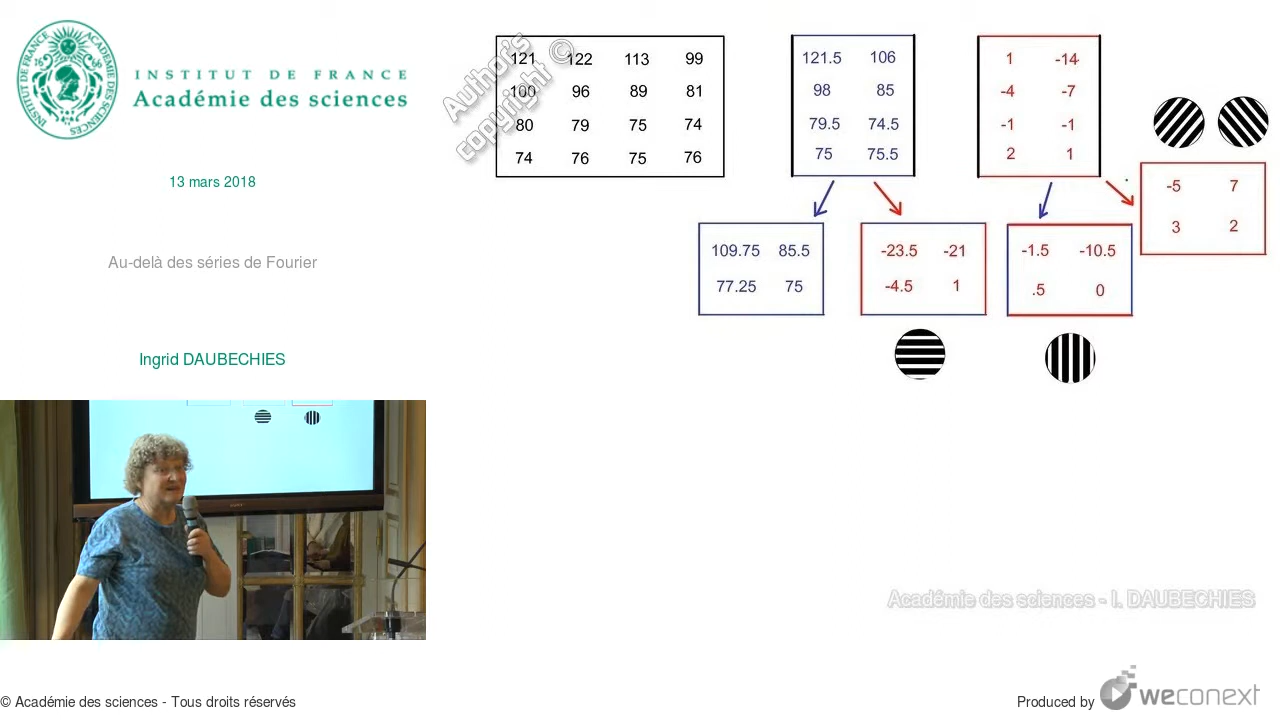 INSTITUT DE FRANCE
Académie des sciences
13 mars 2018
Au-delà des séries de Fourier
Ingrid DAUBECHIES
Author's
copyright ©
121 122 113 99
100 96 89 81
80 79 75 74
74 76 75 76
121.5 106
98 85
79.5 74.5
75 75.5
1 -14
-4 -7
-1 -1
2 1
-5 7
3 2
109.75 85.5
77.25 75
-23.5 -21
-4.5 1
-1.5 -10.5
.5 0
Académie des sciences - I. DAUBECHIES
© Académie des sciences - Tous droits réservés
Produced by weconext